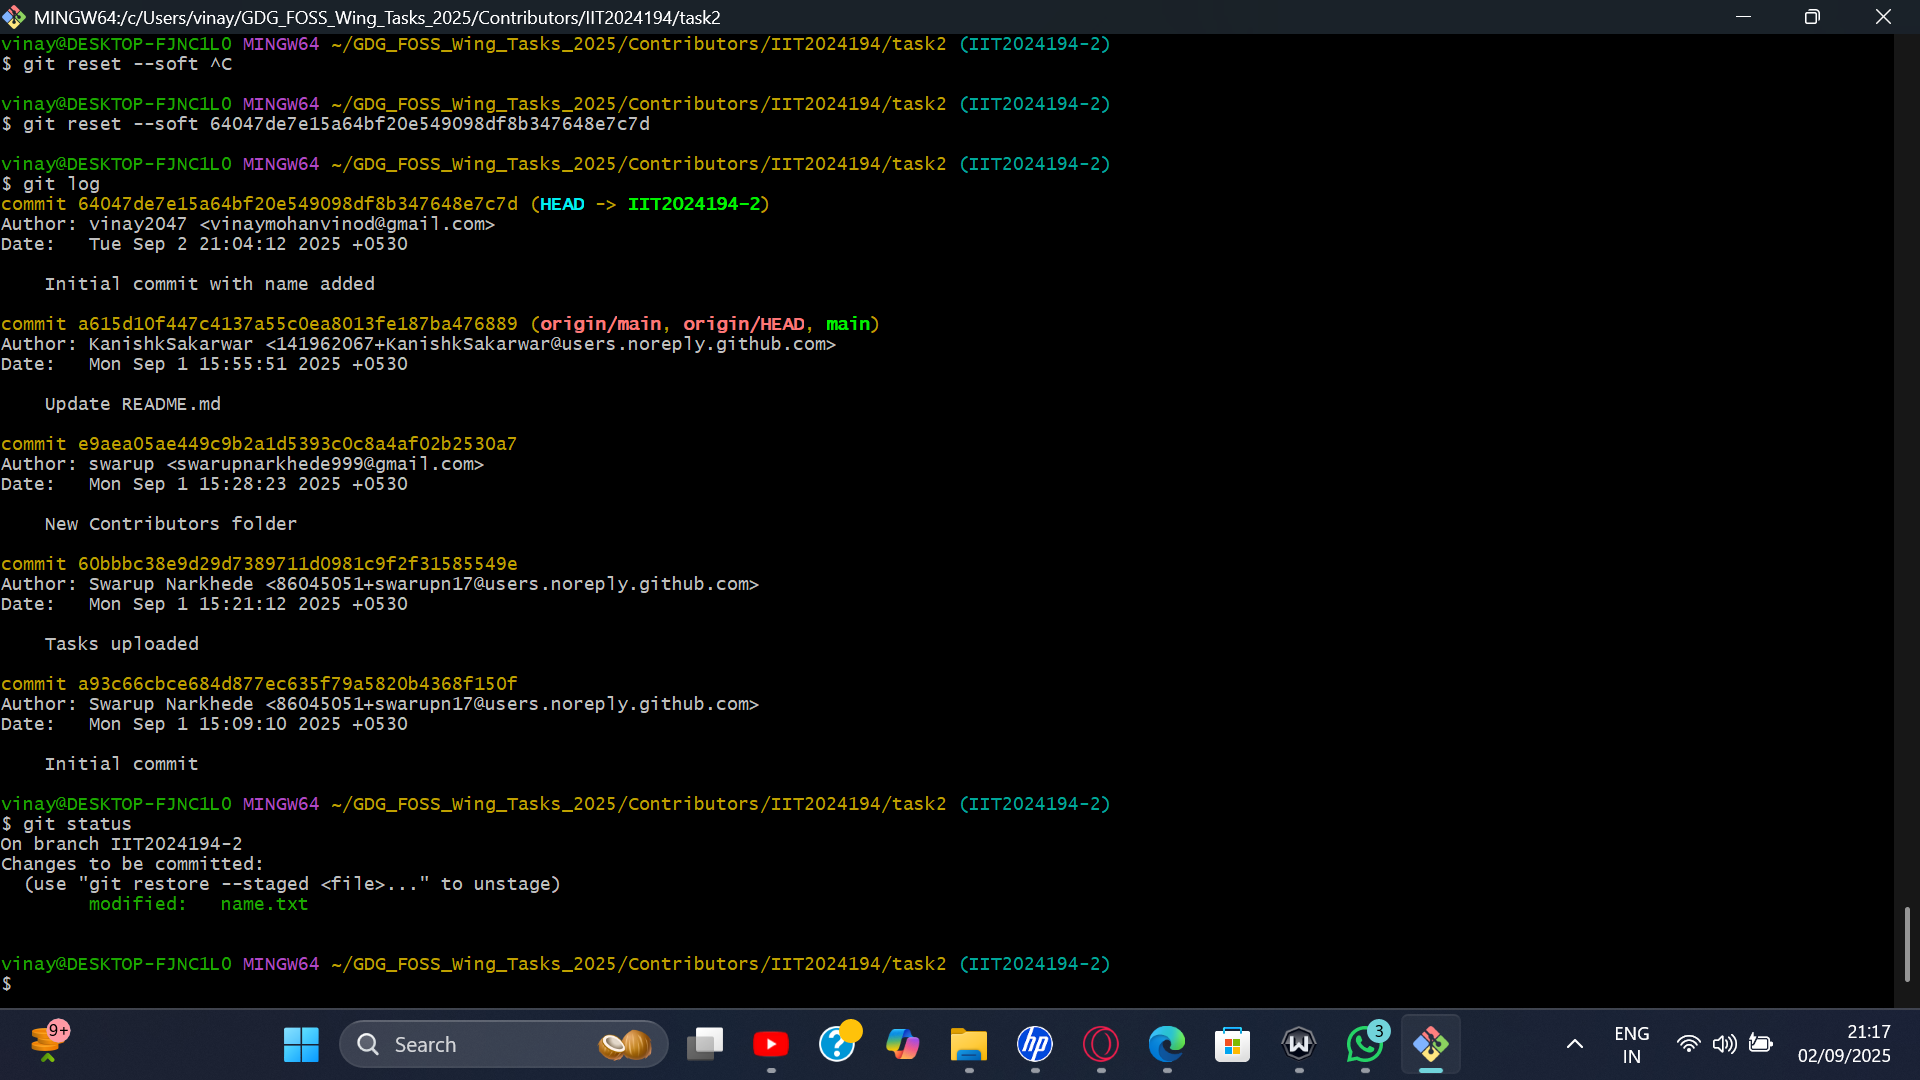 MINGW64:/c/Users/vinay/GDG_FOSS_Wing_Tasks_2025/Contributors/IIT2024194/task2
vinay@DESKTOP-FJNC1L0 MINGW64 ~/GDG_FOSS_Wing_Tasks_2025/Contributors/IIT2024194/task2 (IIT2024194-2)
$ git reset --soft ^C
vinay@DESKTOP-FJNC1L0 MINGW64 ~/GDG_FOSS_Wing_Tasks_2025/Contributors/IIT2024194/task2 (IIT2024194-2)
$ git reset --soft 64047de7e15a64bf20e549098df8b347648e7c7d
vinay@DESKTOP-FJNC1L0 MINGW64 ~/GDG_FOSS_Wing_Tasks_2025/Contributors/IIT2024194/task2 (IIT2024194-2)
$ git log
commit 64047de7e15a64bf20e549098df8b347648e7c7d (HEAD -> IIT2024194-2)
Author: vinay2047 <vinaymohanvinod@gmail.com>
Date:   Tue Sep 2 21:04:12 2025 +0530
    Initial commit with name added
commit a615d10f447c4137a55c0ea8013fe187ba476889 (origin/main, origin/HEAD, main)
Author: KanishkSakarwar <141962067+KanishkSakarwar@users.noreply.github.com>
Date:   Mon Sep 1 15:55:51 2025 +0530
    Update README.md
commit e9aea05ae449c9b2a1d5393c0c8a4af02b2530a7
Author: swarup <swarupnarkhede999@gmail.com>
Date:   Mon Sep 1 15:28:23 2025 +0530
    New Contributors folder
commit 60bbbc38e9d29d7389711d0981c9f2f31585549e
Author: Swarup Narkhede <86045051+swarupn17@users.noreply.github.com>
Date:   Mon Sep 1 15:21:12 2025 +0530
    Tasks uploaded
commit a93c66cbce684d877ec635f79a5820b4368f150f
Author: Swarup Narkhede <86045051+swarupn17@users.noreply.github.com>
Date:   Mon Sep 1 15:09:10 2025 +0530
    Initial commit
vinay@DESKTOP-FJNC1L0 MINGW64 ~/GDG_FOSS_Wing_Tasks_2025/Contributors/IIT2024194/task2 (IIT2024194-2)
$ git status
On branch IIT2024194-2
Changes to be committed:
  (use "git restore --staged <file>..." to unstage)
        modified:   name.txt
vinay@DESKTOP-FJNC1L0 MINGW64 ~/GDG_FOSS_Wing_Tasks_2025/Contributors/IIT2024194/task2 (IIT2024194-2)
$
9+
Search
?
hp
W
3
ENG
IN
21:17
02/09/2025